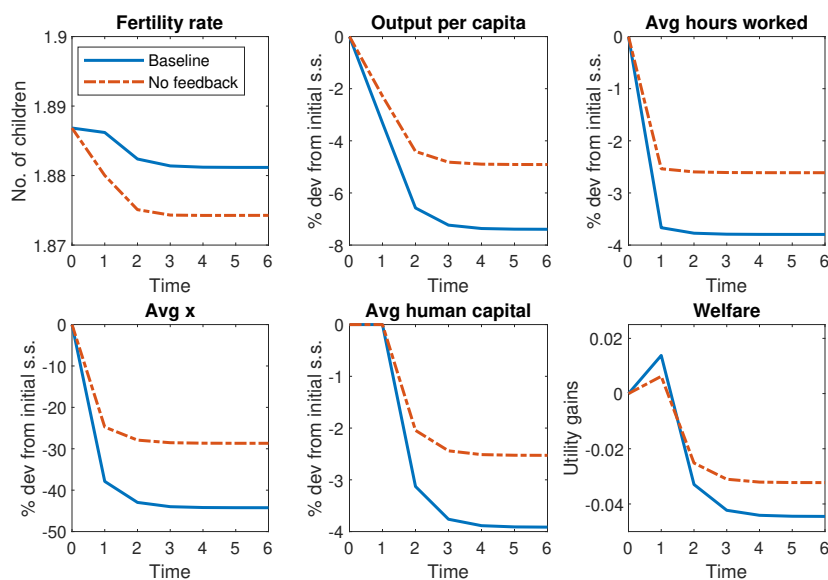 Fertility rate
1.9
1.89
1.88
1.87
No. of children
Baseline
No feedback
0 1 2 3 4 5 6
Time
Output per capita
0
-2
-4
-6
-8
% dev from initial s.s.
0 1 2 3 4 5 6
Time
Avg hours worked
0
-1
-2
-3
-4
% dev from initial s.s.
0 1 2 3 4 5 6
Time
Avg x
0
-10
-20
-30
-40
-50
% dev from initial s.s.
0 1 2 3 4 5 6
Time
Avg human capital
0
-1
-2
-3
-4
% dev from initial s.s.
0 1 2 3 4 5 6
Time
Welfare
0.02
0
-0.02
-0.04
Utility gains
0 1 2 3 4 5 6
Time